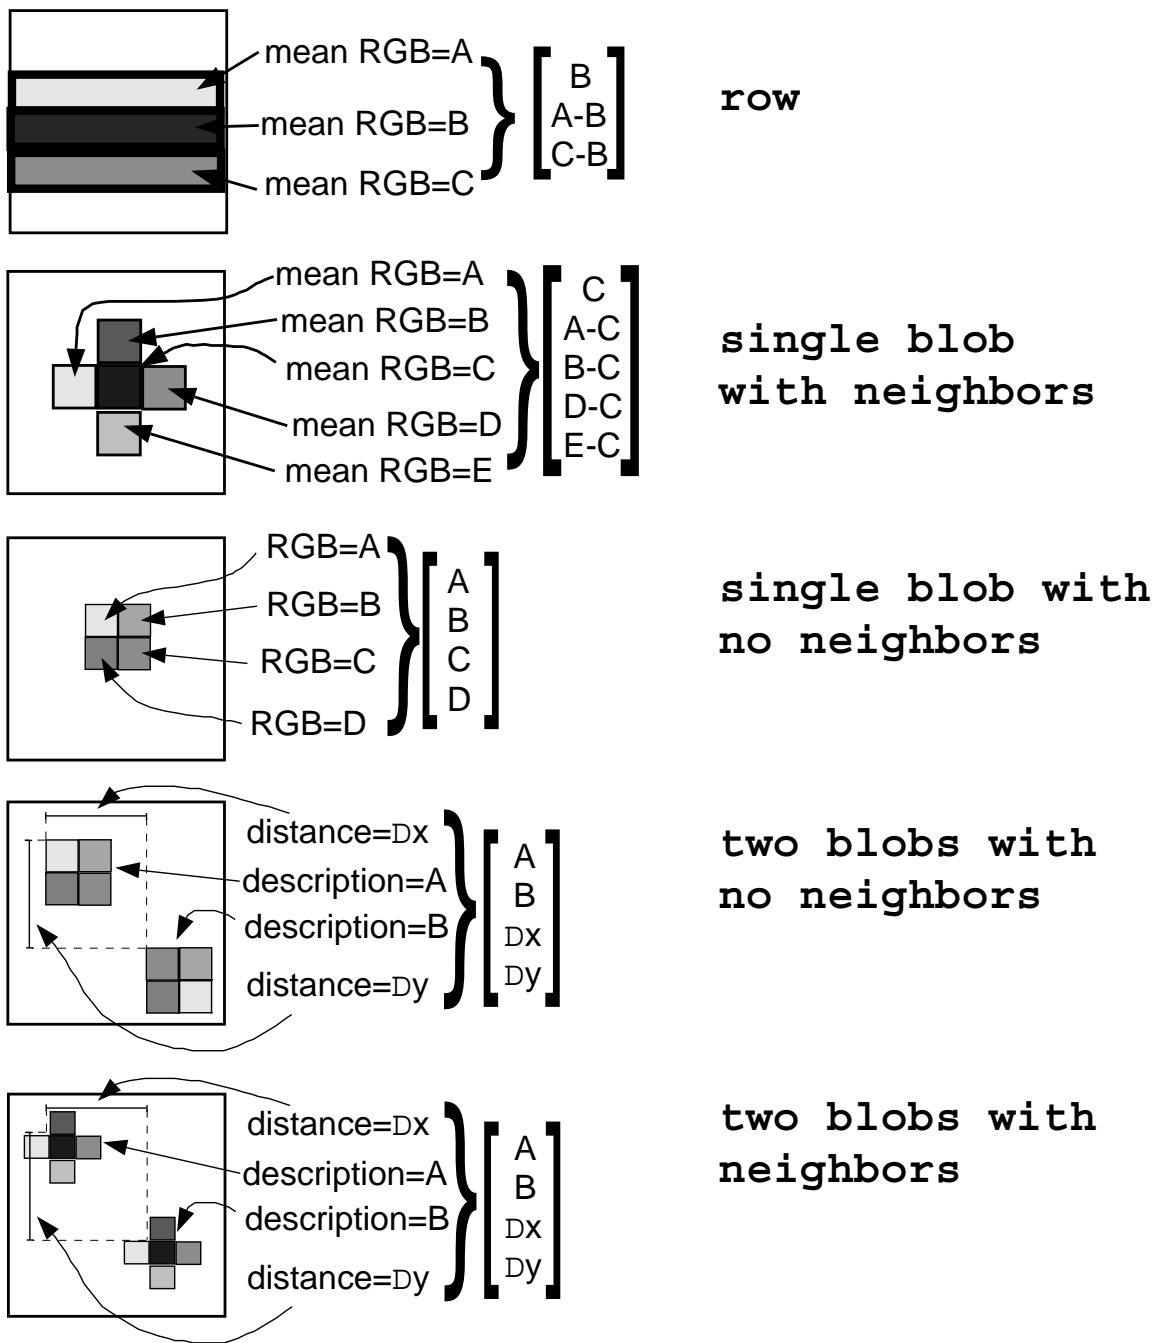 mean RGB=A
mean RGB=B
mean RGB=C
B
A-B
C-B
row
mean RGB=A
mean RGB=B
mean RGB=C
mean RGB=D
mean RGB=E
C
A-C
B-C
D-C
E-C
single blob
with neighbors
RGB=A
RGB=B
RGB=C
RGB=D
A
B
C
D
single blob with
no neighbors
distance=Dx
description=A
description=B
distance=Dy
A
B
Dx
Dy
two blobs with
no neighbors
distance=Dx
description=A
description=B
distance=Dy
A
B
Dx
Dy
two blobs with
neighbors